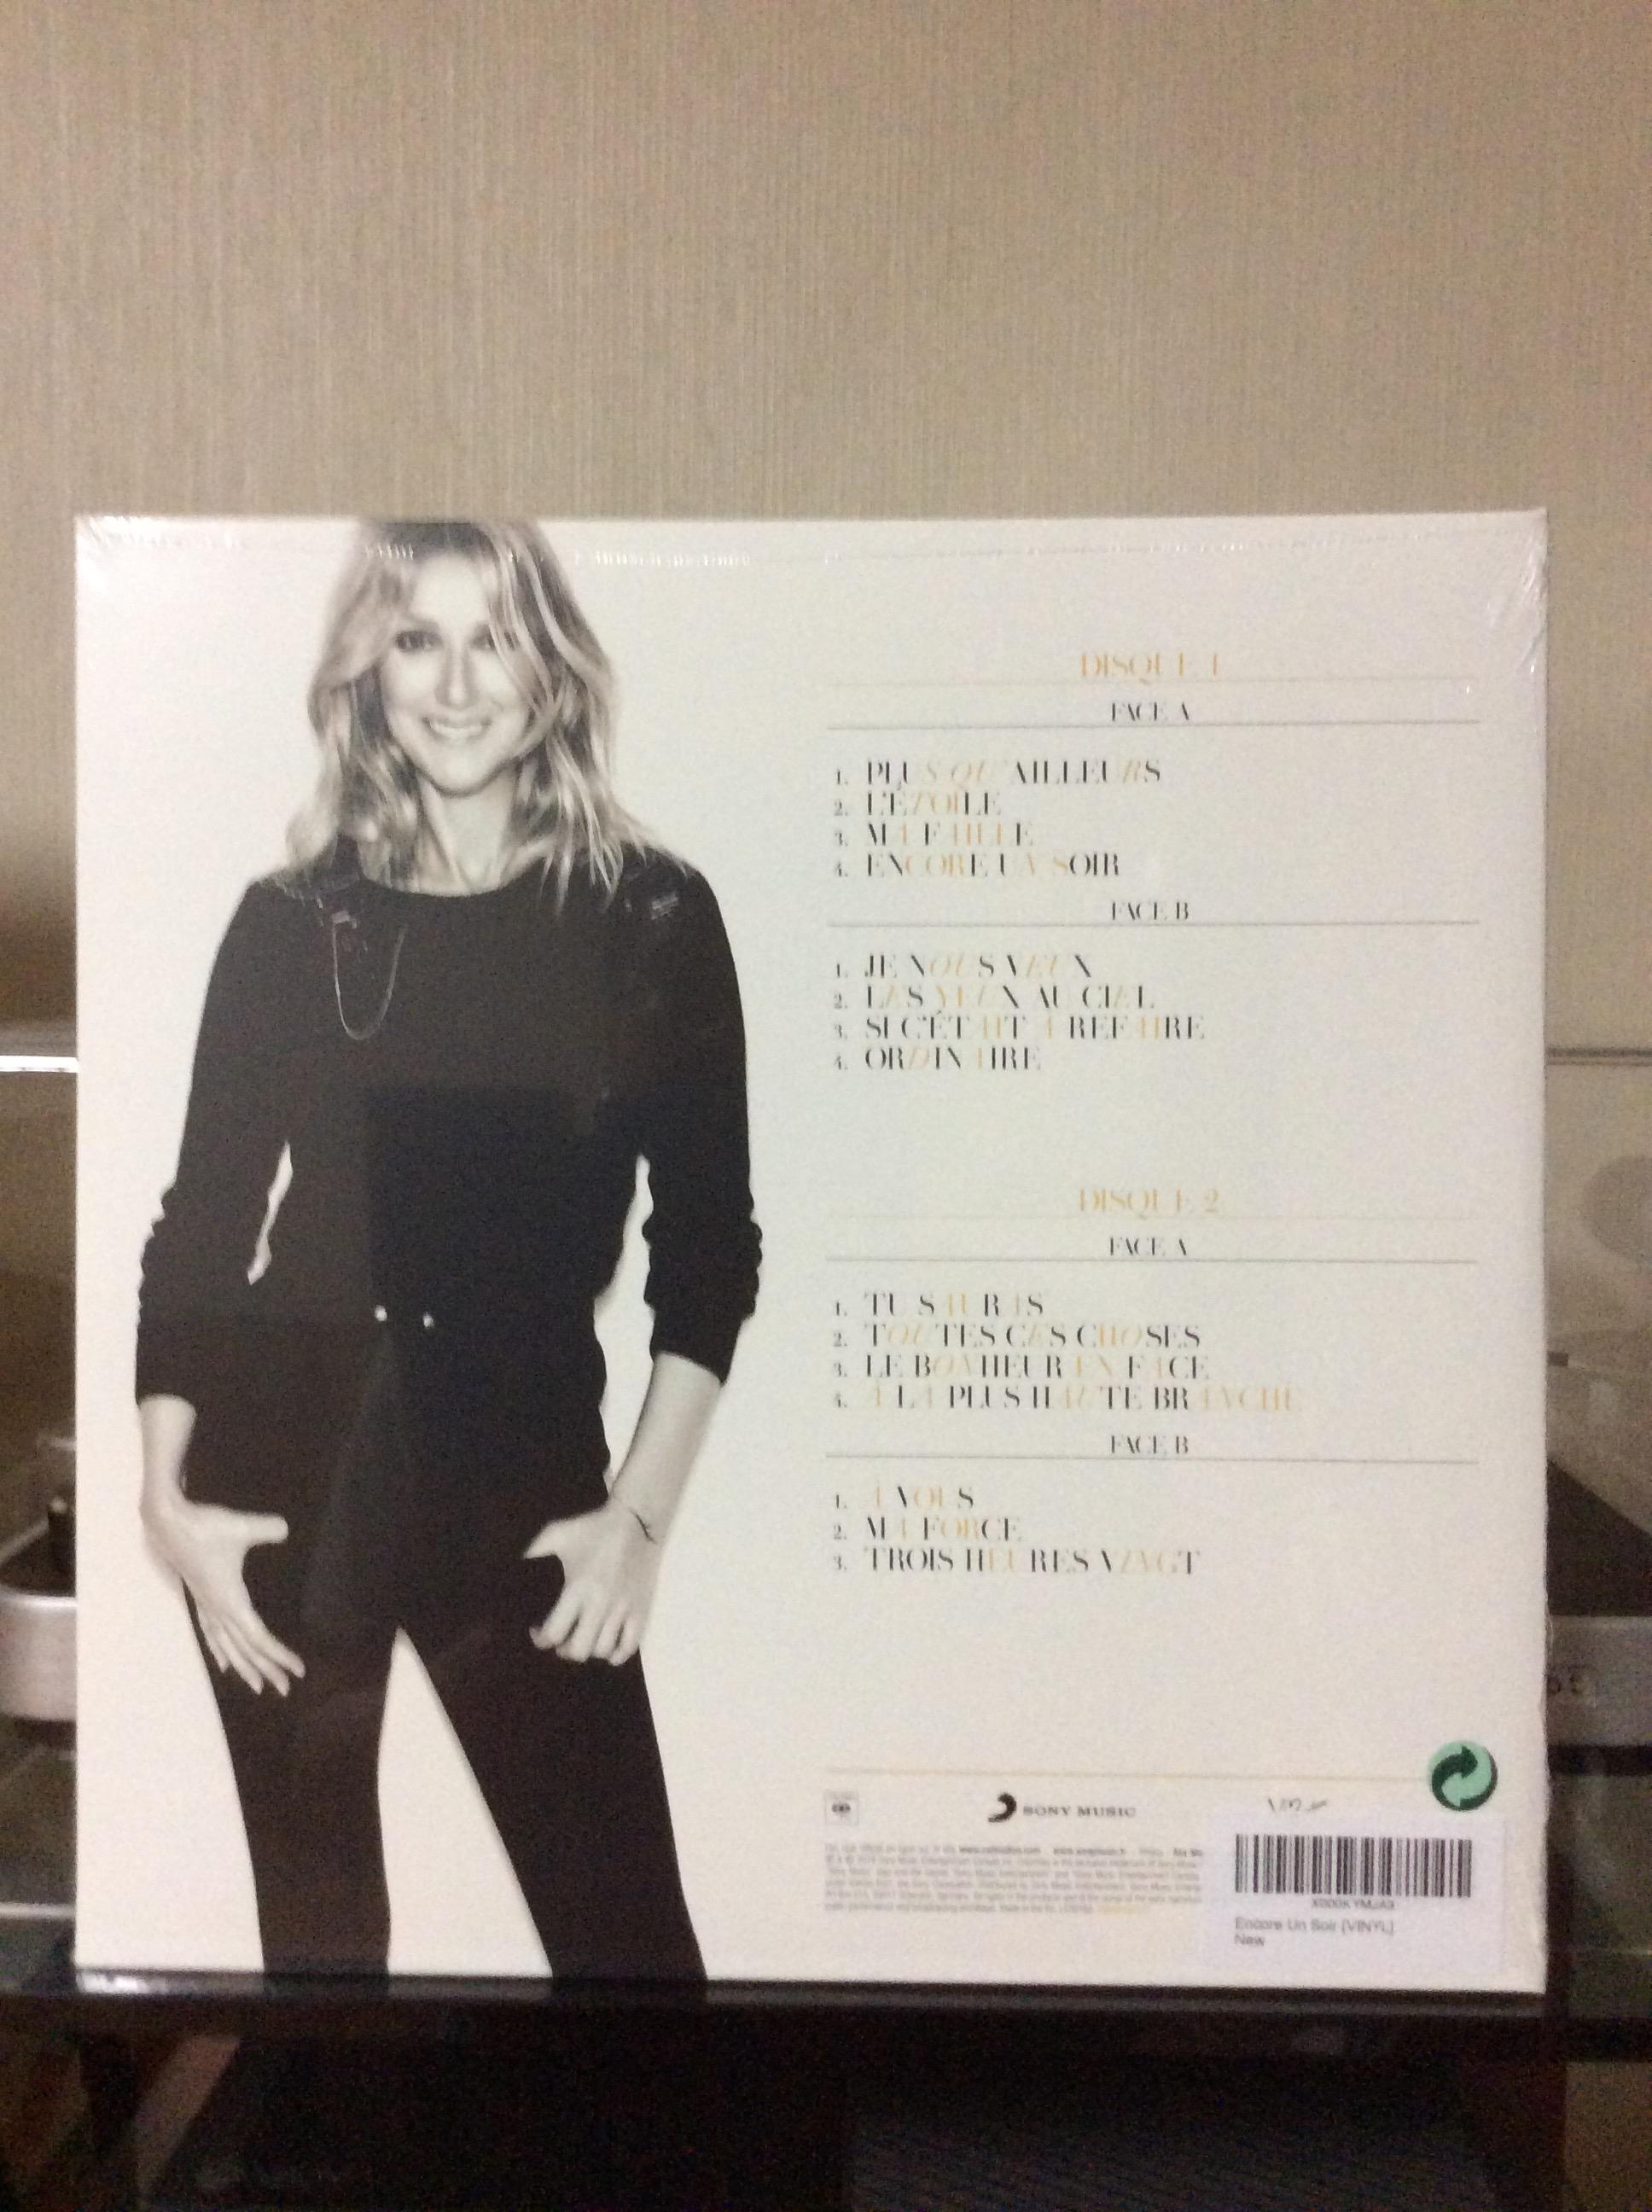 DISQUE 1
FACE A
1. PLUS QU'AILLEURS
2. L'ÉTOILE
3. MA FAILLE
4. ENCORE UN SOIR
FACE B
1. JE NOUS VEUX
2. LES YEUX AU CIEL
3. SI C'ÉTAIT À REFAIRE
4. ORDINAIRE
DISQUE 2
FACE A
1. TU SAURAS
2. TOUTES CES CHOSES
3. LE BONHEUR EN FACE
4. À LA PLUS HAUTE BRANCHE
FACE B
1. À VOUS
2. MA FORCE
3. TROIS HEURES VINGT
SONY MUSIC
Encore Un Soir [VINYL]
New